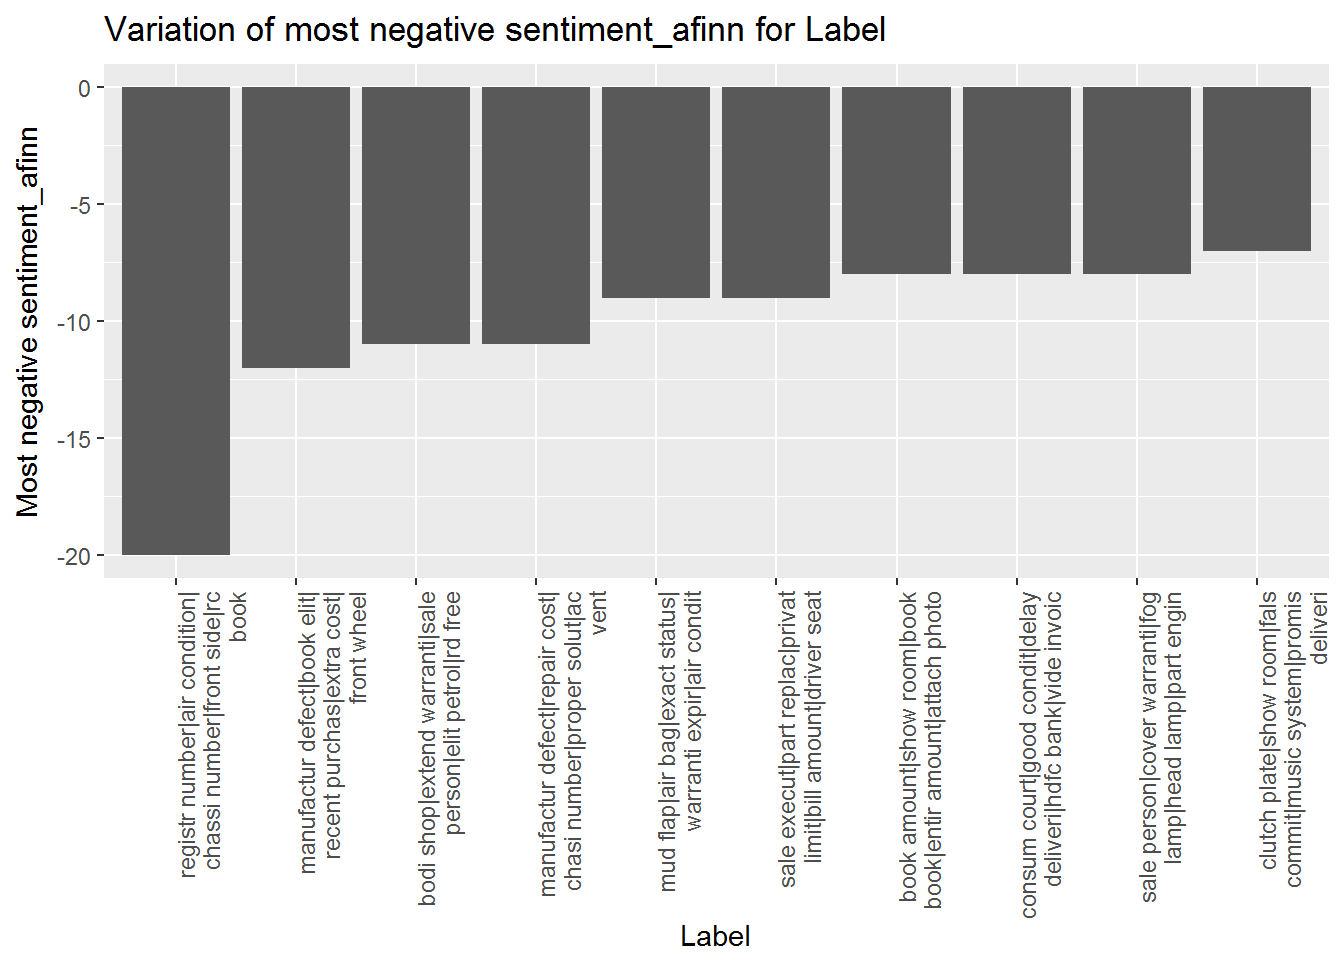 Variation of most negative sentiment_afinn for Label
Most negative sentiment_afinn
0
-5
-10
-15
-20
registr number|air condition|
chassi number|front side|rc
book
manufactur defect|book elit|
recent purchas|extra cost|
front wheel
bodi shop|extend warranti|sale
person|elit petrol|rd free
manufactur defect|repair cost|
chasi number|proper solut|ac
vent
mud flap|air bag|exact status|
warranti expir|air condit
sale execut|part replac|privat
limit|bill amount|driver seat
book amount|show room|book
book|entir amount|attach photo
consum court|good condit|delay
deliveri|hdfc bank|vide invoic
sale person|cover warranti|fog
lamp|head lamp|part engin
clutch plate|show room|fals
commit|music system|promis
deliveri
Label